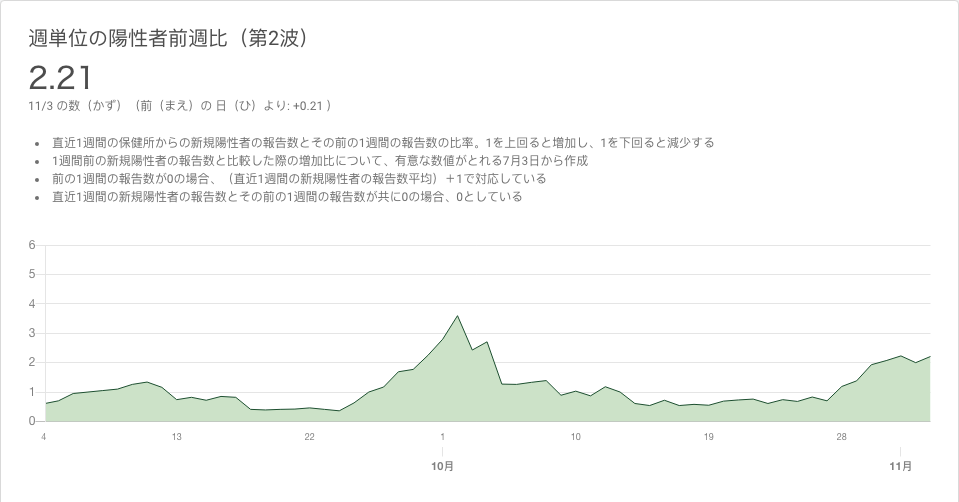 週単位の陽性者前週比（第2波）
2.21
11/3 の数（かず）（前（まえ）の 日（ひ）より: +0.21 ）
• 直近1週間の保健所からの新規陽性者の報告数とその前の1週間の報告数の比率。1を上回ると増加し、1を下回ると減少する
• 1週間前の新規陽性者の報告数と比較した際の増加比について、有意な数値がとれる7月3日から作成
• 前の1週間の報告数が0の場合、（直近1週間の新規陽性者の報告数平均）＋1で対応している
• 直近1週間の新規陽性者の報告数とその前の1週間の報告数が共に0の場合、0としている
6
5
4
3
2
1
0
4 13 22 1 10 19 28
10月 11月